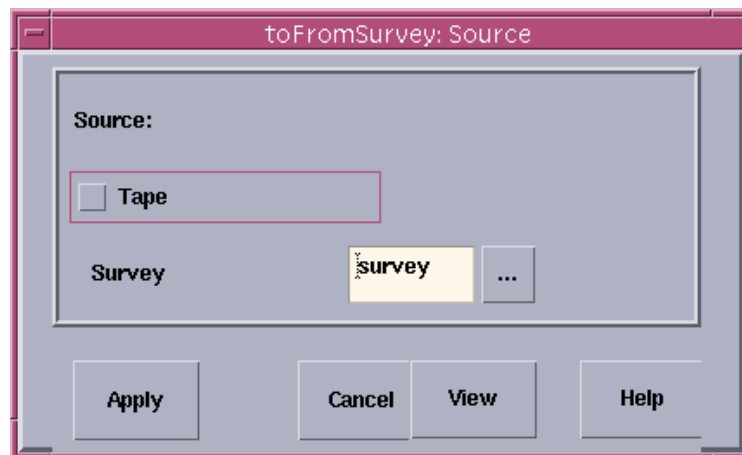 toFromSurvey: Source
Source:
Tape
Survey survey ...
Apply Cancel View Help